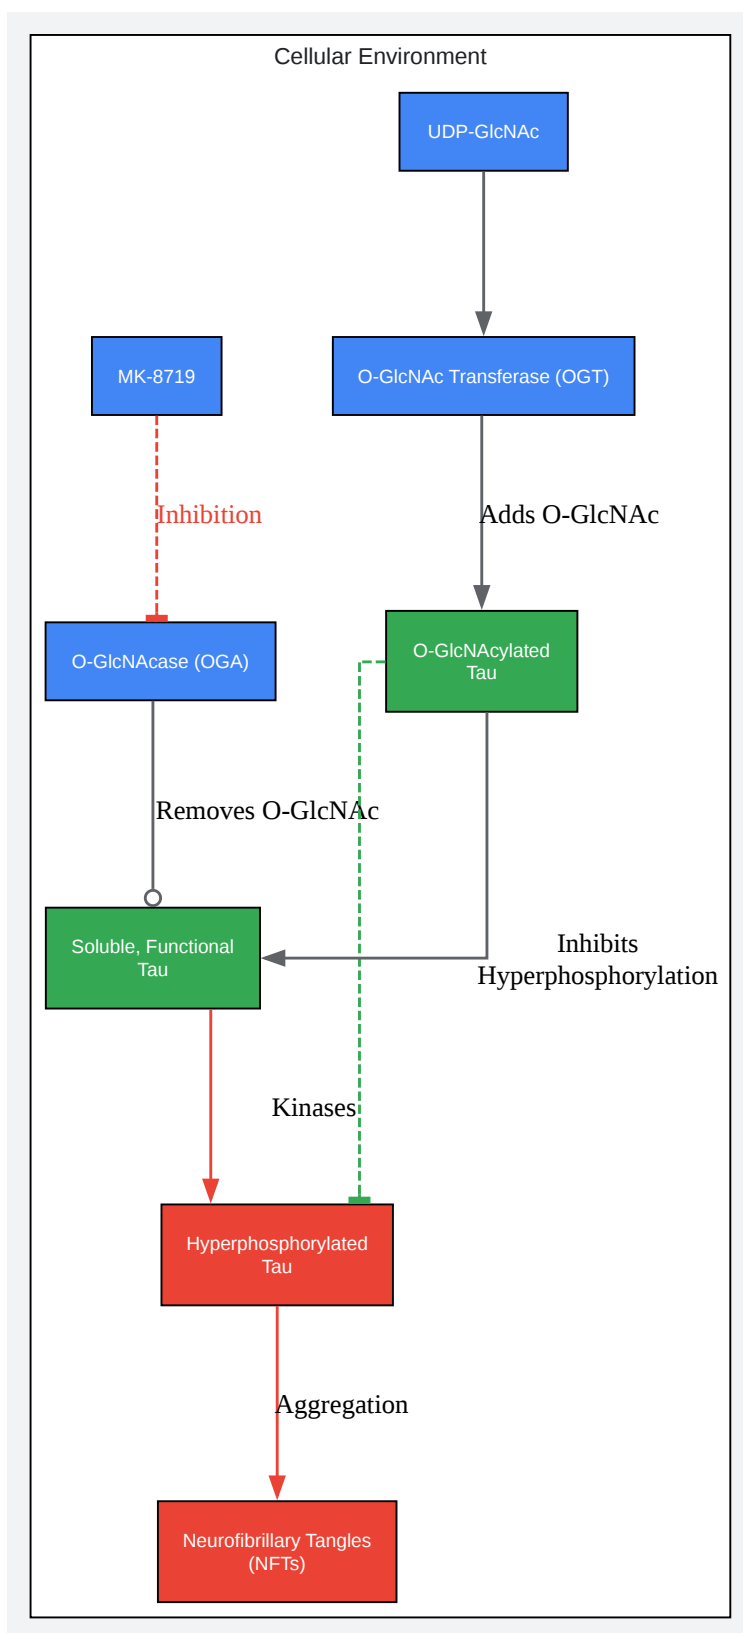 Cellular Environment
UDP-GlcNAc
MK-8719
O-GlcNAc Transferase (OGT)
Inhibition
Adds O-GlcNAc
O-GlcNAcase (OGA)
O-GlcNAcylated
Tau
Removes O-GlcNAc
Inhibits
Hyperphosphorylation
Soluble, Functional
Tau
Kinases
Hyperphosphorylated
Tau
Aggregation
Neurofibrillary Tangles
(NFTs)